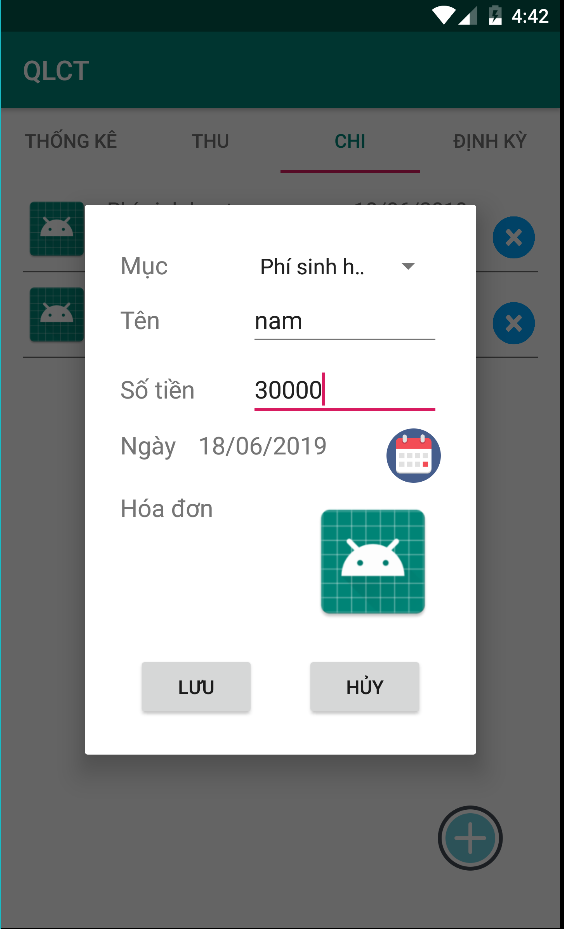 4:42
QLCT
THỐNG KÊ THU CHI ĐỊNH KỲ
Mục Phí sinh h..
Tên nam
Số tiền 30000
Ngày 18/06/2019
Hóa đơn
LƯU HỦY